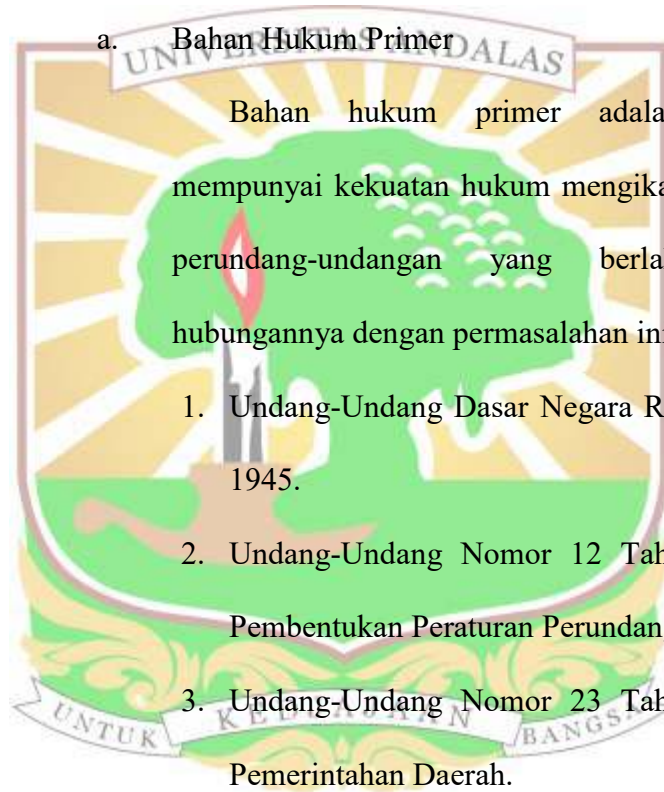 UNIVERSITAS ANDALAS
a. Bahan Hukum Primer
Bahan hukum primer adala
mempunyai kekuatan hukum mengika
perundang-undangan yang berla
hubungannya dengan permasalahan ini
1. Undang-Undang Dasar Negara R
1945.
2. Undang-Undang Nomor 12 Tah
Pembentukan Peraturan Perundan
3. Undang-Undang Nomor 23 Tah
UNTUK KEDJAJAAN BANGSA
Pemerintahan Daerah.